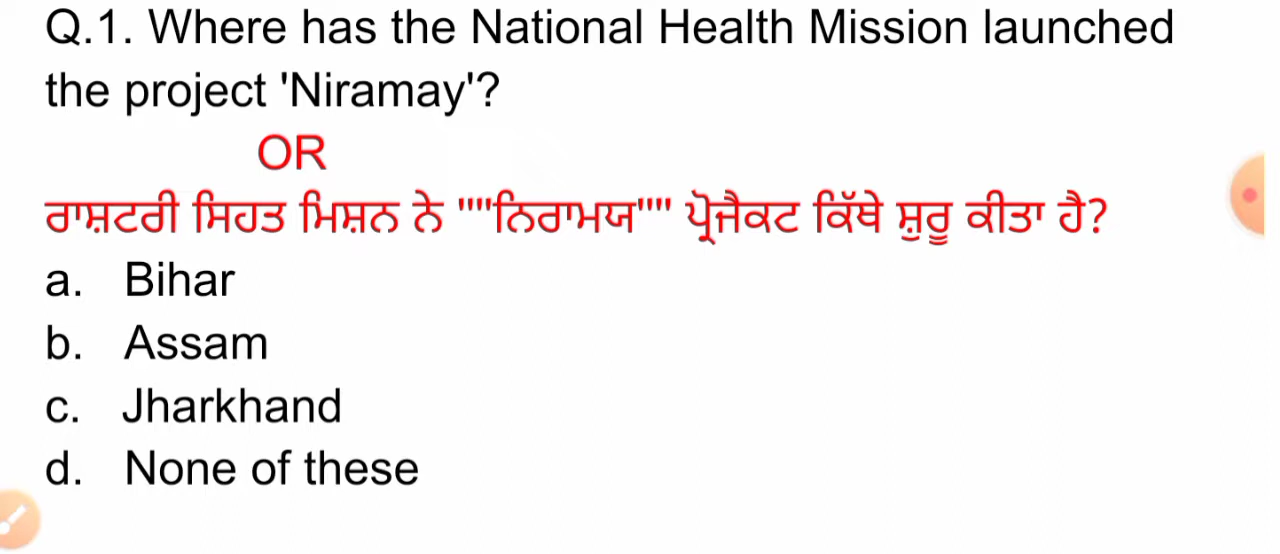 Q.1. Where has the National Health Mission launched
the project 'Niramay'?
OR
ਰਾਸ਼ਟਰੀ ਸਿਹਤ ਮਿਸ਼ਨ ਨੇ ""ਨਿਰਾਮਯ"" ਪ੍ਰੋਜੈਕਟ ਕਿੱਥੇ ਸ਼ੁਰੂ ਕੀਤਾ ਹੈ?
a. Bihar
b. Assam
c. Jharkhand
d. None of these